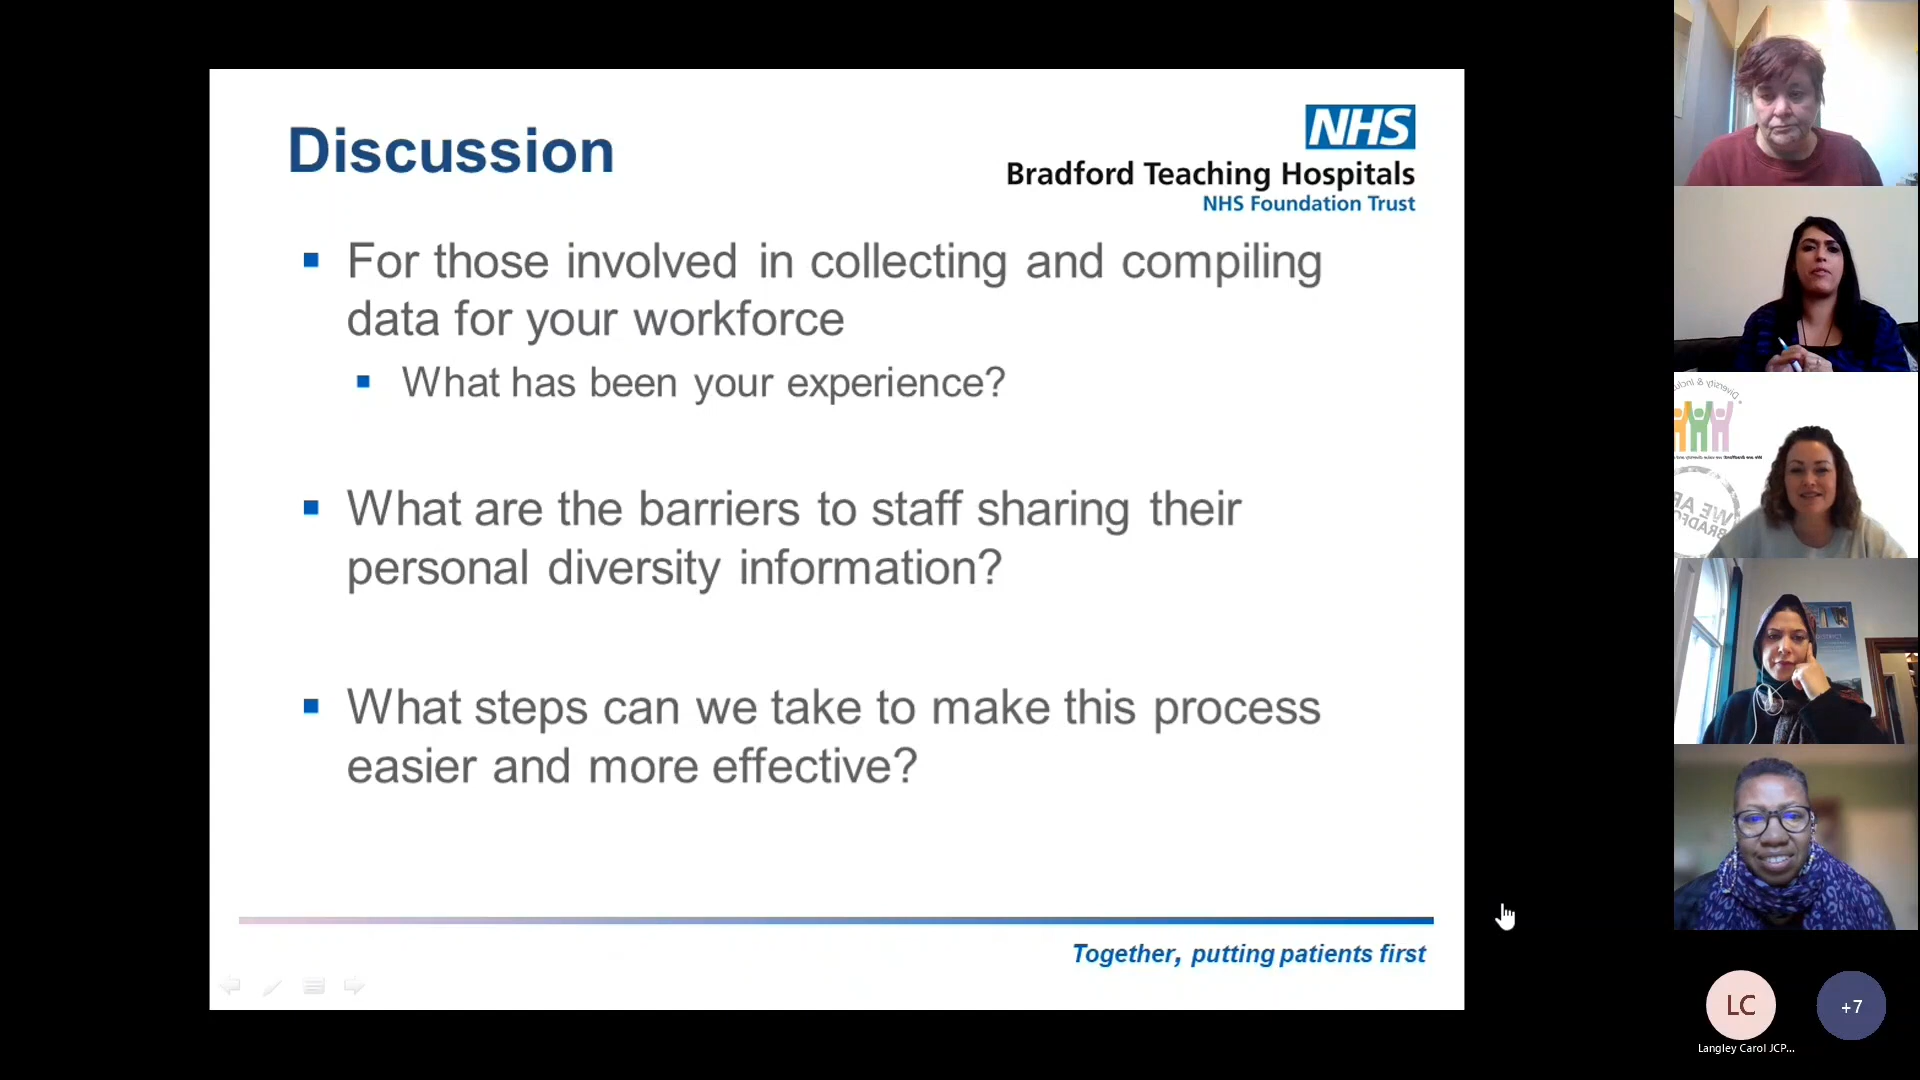 Discussion
NHS
Bradford Teaching Hospitals
NHS Foundation Trust
For those involved in collecting and compiling
data for your workforce
What has been your experience?
What are the barriers to staff sharing their
personal diversity information?
What steps can we take to make this process
easier and more effective?
Together, putting patients first
LC
+7
Langley Carol JCP...